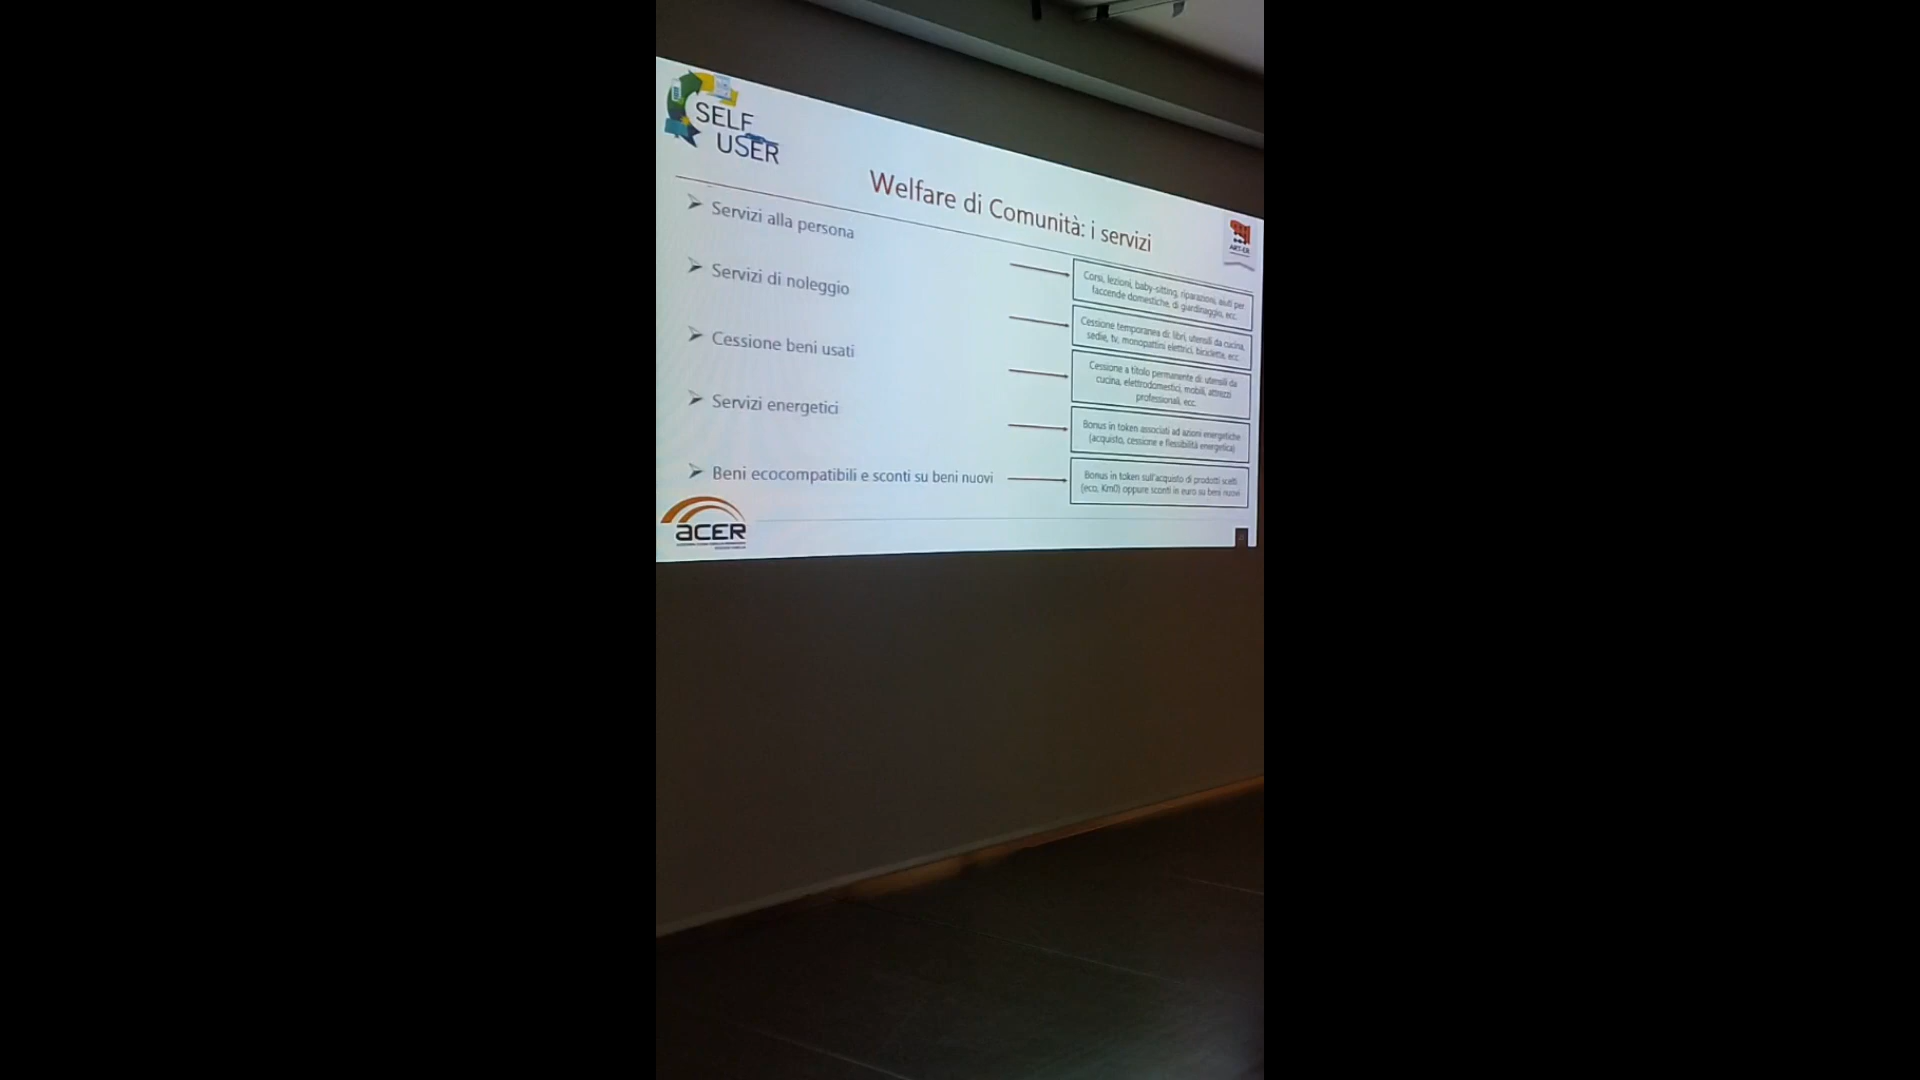 SELF
USER
Welfare di Comunità: i servizi
ART-ER
Servizi alla persona
Corsi, lezioni, baby-sitting, riparazioni, aiuti per
faccende domestiche, di giardinaggio, ecc.
Servizi di noleggio
Cessione temporanea di: libri, utensili da cucina,
sedie, tv, monopattini elettrici, biciclette, ecc.
Cessione beni usati
Cessione a titolo permanente di: utensili da
cucina, elettrodomestici, mobili, attrezzi
professionali, ecc.
Servizi energetici
Bonus in token associati ad azioni energetiche
(acquisto, cessione e flessibilità energetica)
Beni ecocompatibili e sconti su beni nuovi
Bonus in token sull'acquisto di prodotti scelti
(eco, Km0) oppure sconti in euro su beni nuovi
acer